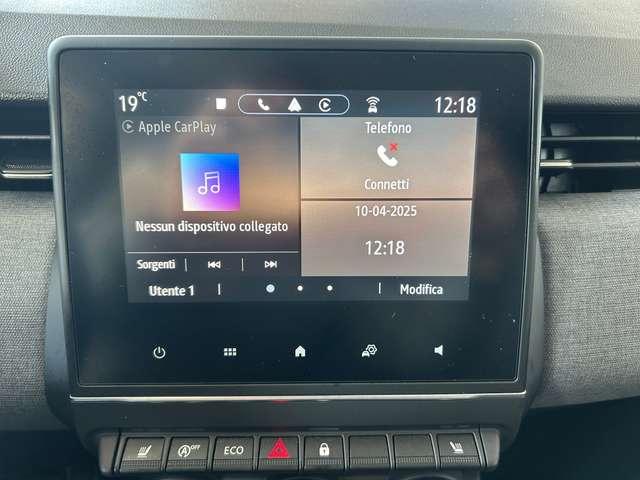 19°C 12:18
Apple CarPlay
Telefono
Connetti
Nessun dispositivo collegato
10-04-2025
12:18
Sorgenti
Utente 1
Modifica
OFF
ECO